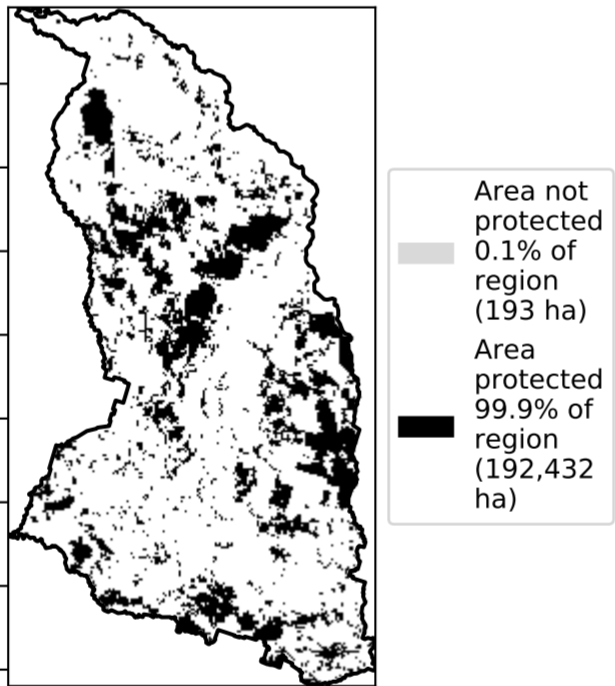 Area not
protected
0.1% of
region
(193 ha)
Area
protected
99.9% of
region
(192,432
ha)